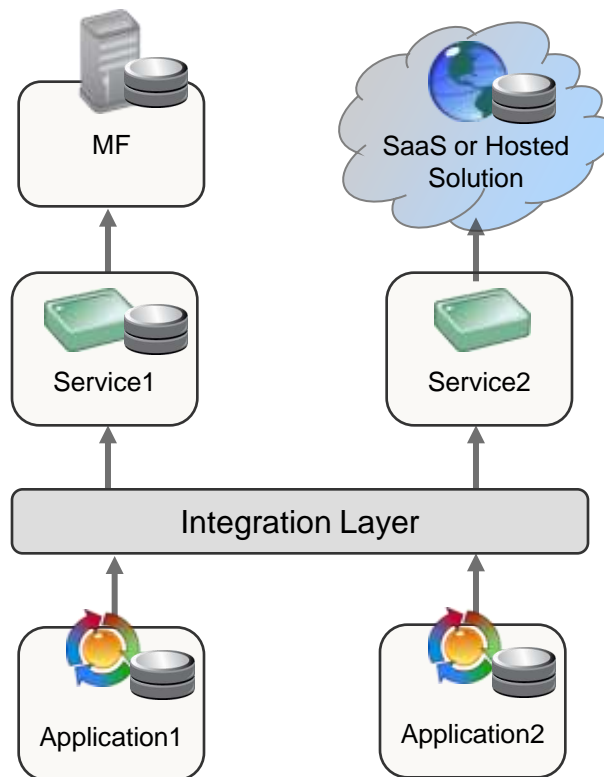 MF
SaaS or Hosted
Solution
Service1
Service2
Integration Layer
Application1
Application2